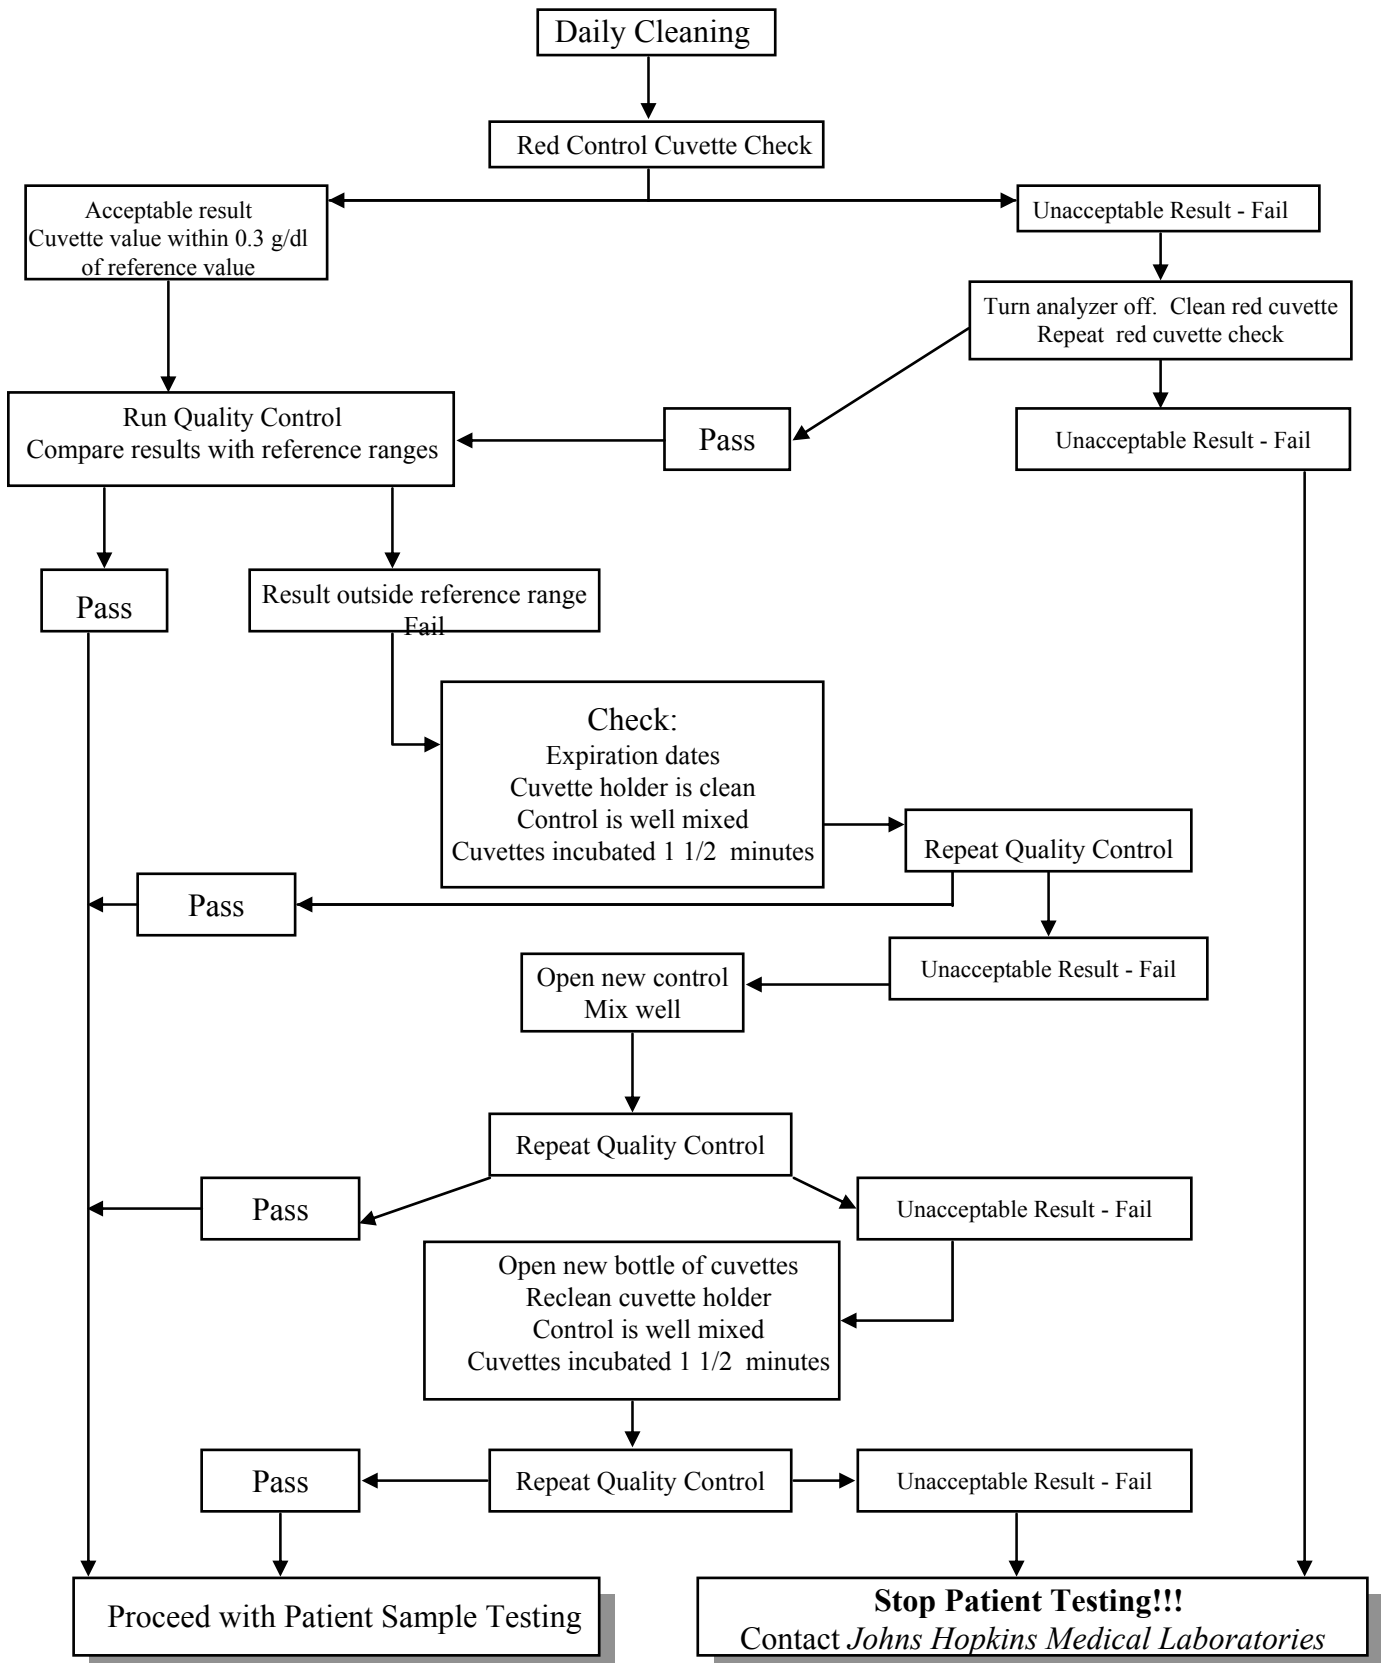 Daily Cleaning
Red Control Cuvette Check
Acceptable result
Cuvette value within 0.3 g/dl
of reference value
Unacceptable Result - Fail
Turn analyzer off.  Clean red cuvette
Repeat  red cuvette check
Run Quality Control
Compare results with reference ranges
Pass
Unacceptable Result - Fail
Pass
Result outside reference range
Fail
Check:
Expiration dates
Cuvette holder is clean
Control is well mixed
Cuvettes incubated 1 1/2  minutes
Repeat Quality Control
Pass
Unacceptable Result - Fail
Open new control
Mix well
Repeat Quality Control
Pass
Unacceptable Result - Fail
Open new bottle of cuvettes
Reclean cuvette holder
Control is well mixed
Cuvettes incubated 1 1/2  minutes
Pass
Repeat Quality Control
Unacceptable Result - Fail
Proceed with Patient Sample Testing
Stop Patient Testing!!!
Contact Johns Hopkins Medical Laboratories